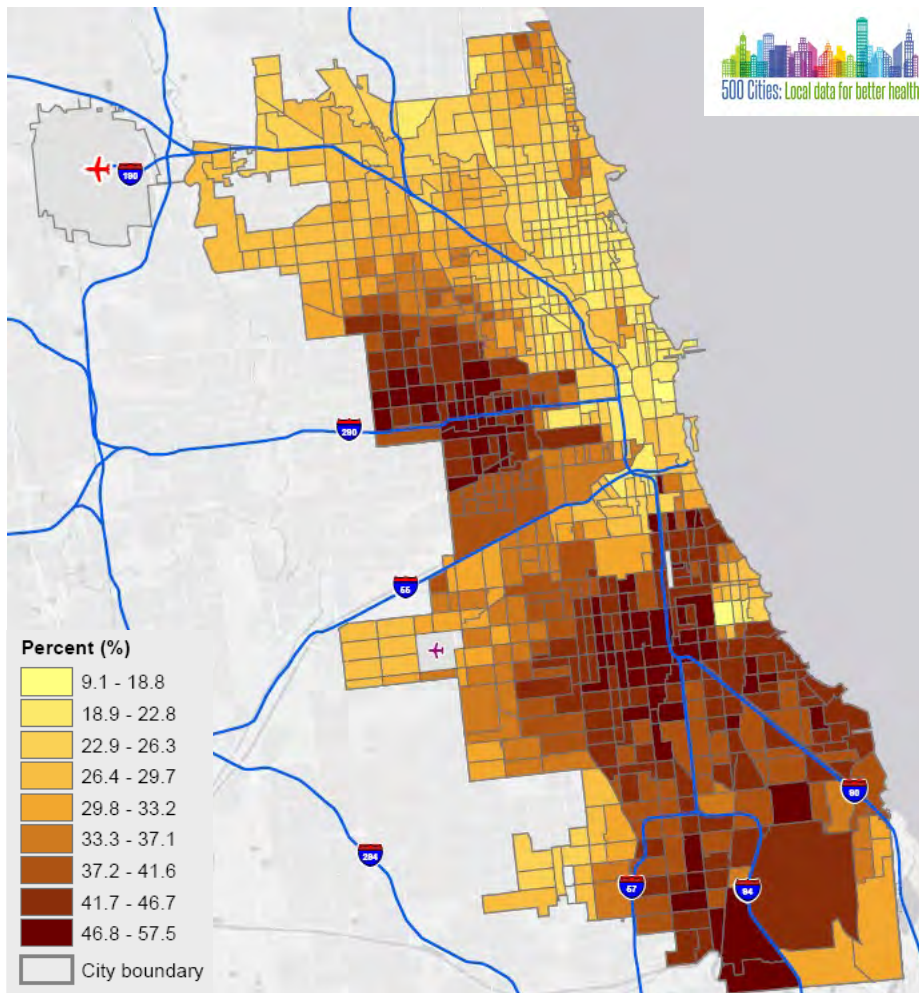 500 Cities: Local data for better health
190
290
55
Percent (%)
9.1 - 18.8
18.9 - 22.8
22.9 - 26.3
26.4 - 29.7
29.8 - 33.2
33.3 - 37.1
37.2 - 41.6
41.7 - 46.7
46.8 - 57.5
City boundary
90
294
57
94